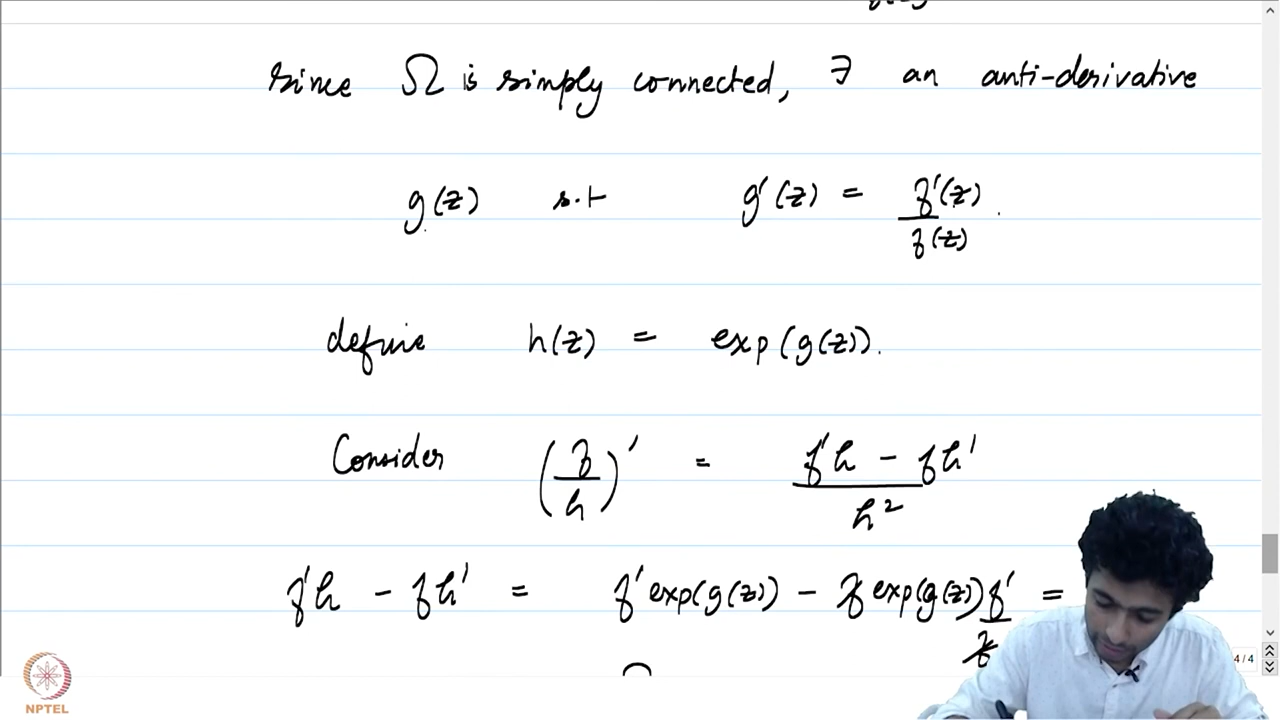 since Ω is simply connected, ∃ an anti-derivative
g(z) s.t g'(z) = f'(z)/f(z).
define h(z) = exp(g(z)).
Consider (f/h)' = (f'h - fh')/h²
f'h - fh' = f' exp(g(z)) - f exp(g(z)) f'/f =
4 / 4
NPTEL